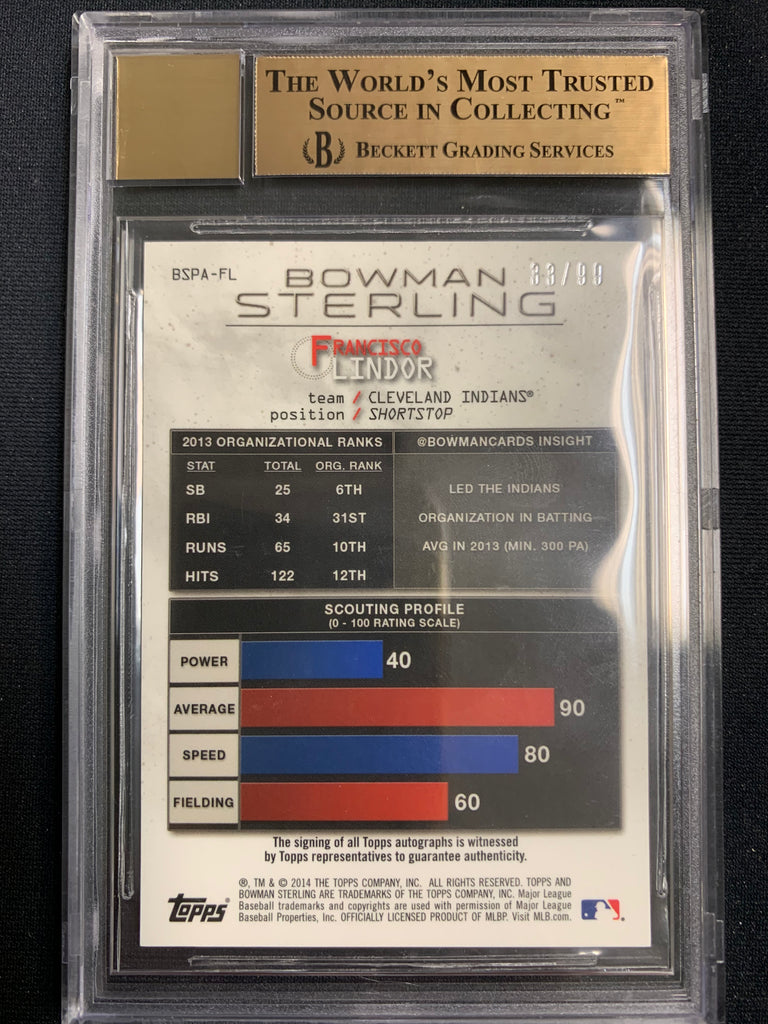 THE WORLD'S MOST TRUSTED
SOURCE IN COLLECTING™
B BECKETT GRADING SERVICES
BSPA-FL
BOWMAN 33/99
STERLING
FRANCISCO
LINDOR
team / CLEVELAND INDIANS®
position / SHORTSTOP
2013 ORGANIZATIONAL RANKS
STAT TOTAL ORG. RANK
SB 25 6TH
RBI 34 31ST
RUNS 65 10TH
HITS 122 12TH
@BOWMANCARDS INSIGHT
LED THE INDIANS
ORGANIZATION IN BATTING
AVG IN 2013 (MIN. 300 PA)
SCOUTING PROFILE
(0 - 100 RATING SCALE)
POWER 40
AVERAGE 90
SPEED 80
FIELDING 60
The signing of all Topps autographs is witnessed
by Topps representatives to guarantee authenticity.
®, TM & © 2014 THE TOPPS COMPANY, INC. ALL RIGHTS RESERVED. TOPPS AND
BOWMAN STERLING ARE TRADEMARKS OF THE TOPPS COMPANY, INC. Major League
Baseball trademarks and copyrights are used with permission of Major League
Baseball Properties, Inc. OFFICIALLY LICENSED PRODUCT OF MLBP. Visit MLB.com.
topps®